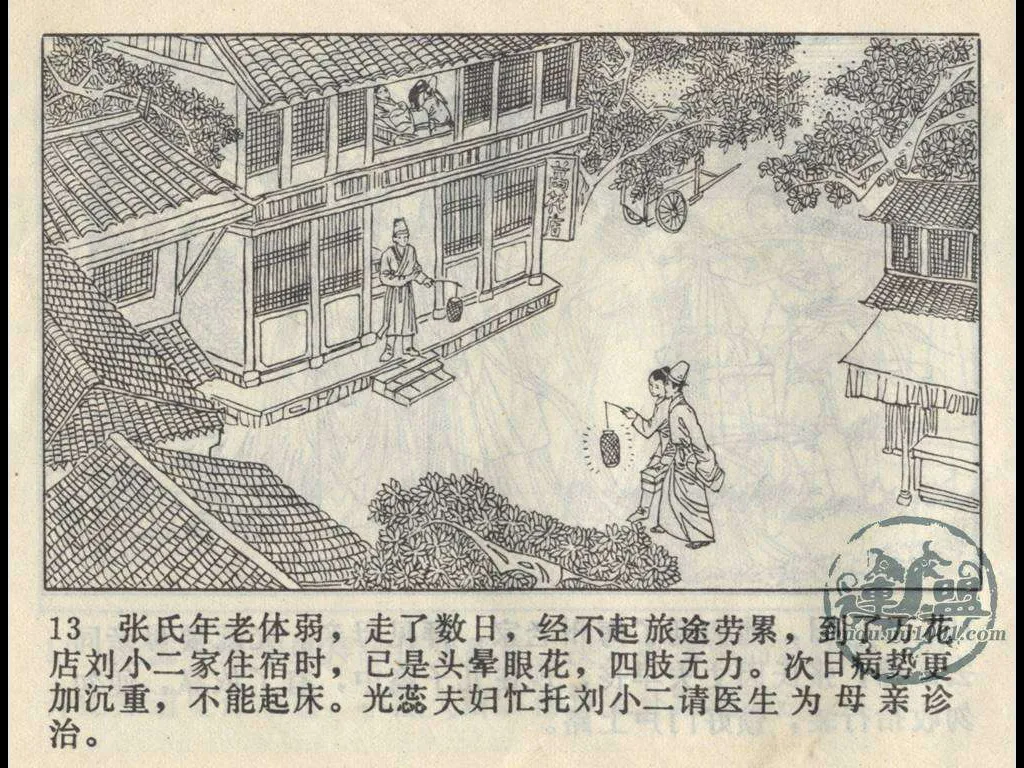 萬花店
13 张氏年老体弱，走了数日，经不起旅途劳累，到了万花
店刘小二家住宿时，已是头晕眼花，四肢无力。次日病势更
加沉重，不能起床。光蕊夫妇忙托刘小二请医生为母亲诊
治。
连盟